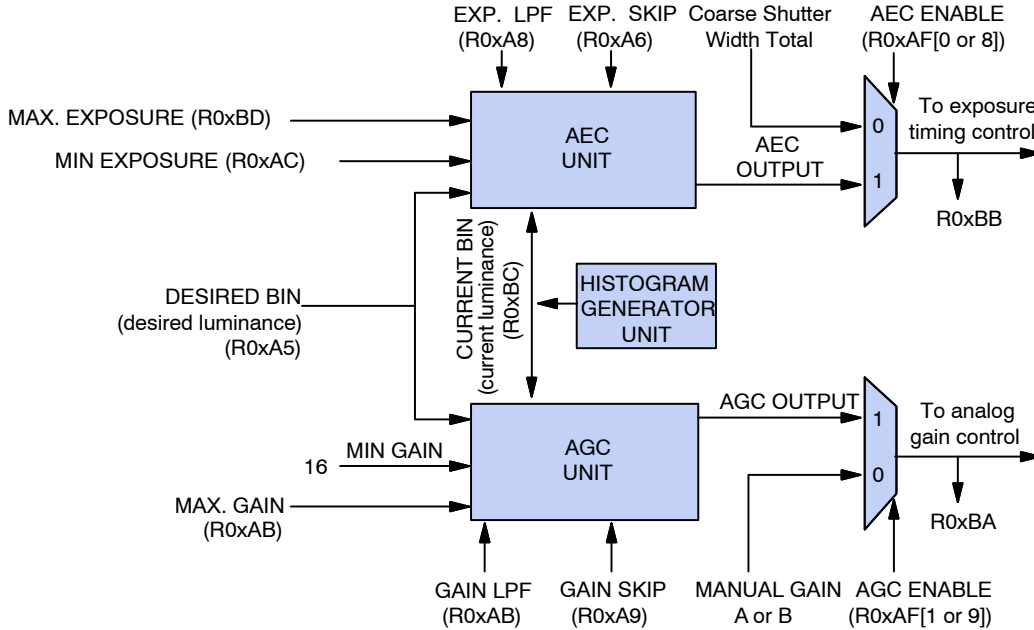 EXP. LPF
(R0xA8)
EXP. SKIP
(R0xA6)
Coarse Shutter
Width Total
AEC ENABLE
(R0xAF[0 or 8])
MAX. EXPOSURE (R0xBD)
MIN EXPOSURE (R0xAC)
AEC
UNIT
AEC
OUTPUT
0
1
To exposure
timing control
R0xBB
DESIRED BIN
(desired luminance)
(R0xA5)
CURRENT BIN
(current luminance)
(R0xBC)
HISTOGRAM
GENERATOR
UNIT
16
MIN GAIN
MAX. GAIN
(R0xAB)
AGC
UNIT
AGC OUTPUT
1
0
To analog
gain control
R0xBA
GAIN LPF
(R0xAB)
GAIN SKIP
(R0xA9)
MANUAL GAIN
A or B
AGC ENABLE
(R0xAF[1 or 9])